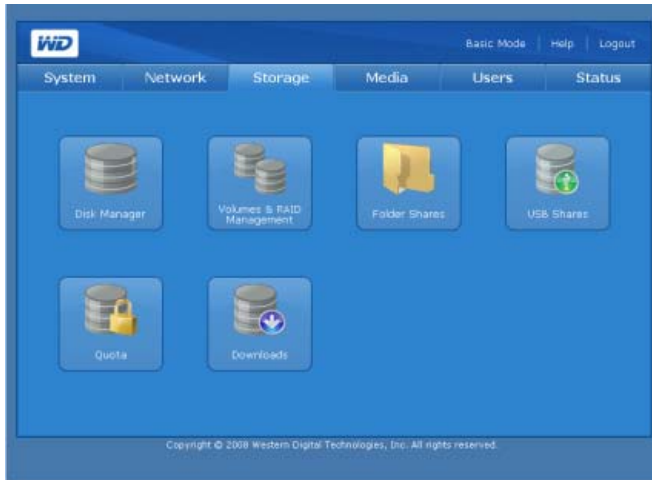 WD
Basic Mode | Help | Logout
System Network Storage Media Users Status
Disk Manager
Volumes & RAID
Management
Folder Shares
USB Shares
Quota
Downloads
Copyright © 2008 Western Digital Technologies, Inc. All rights reserved.